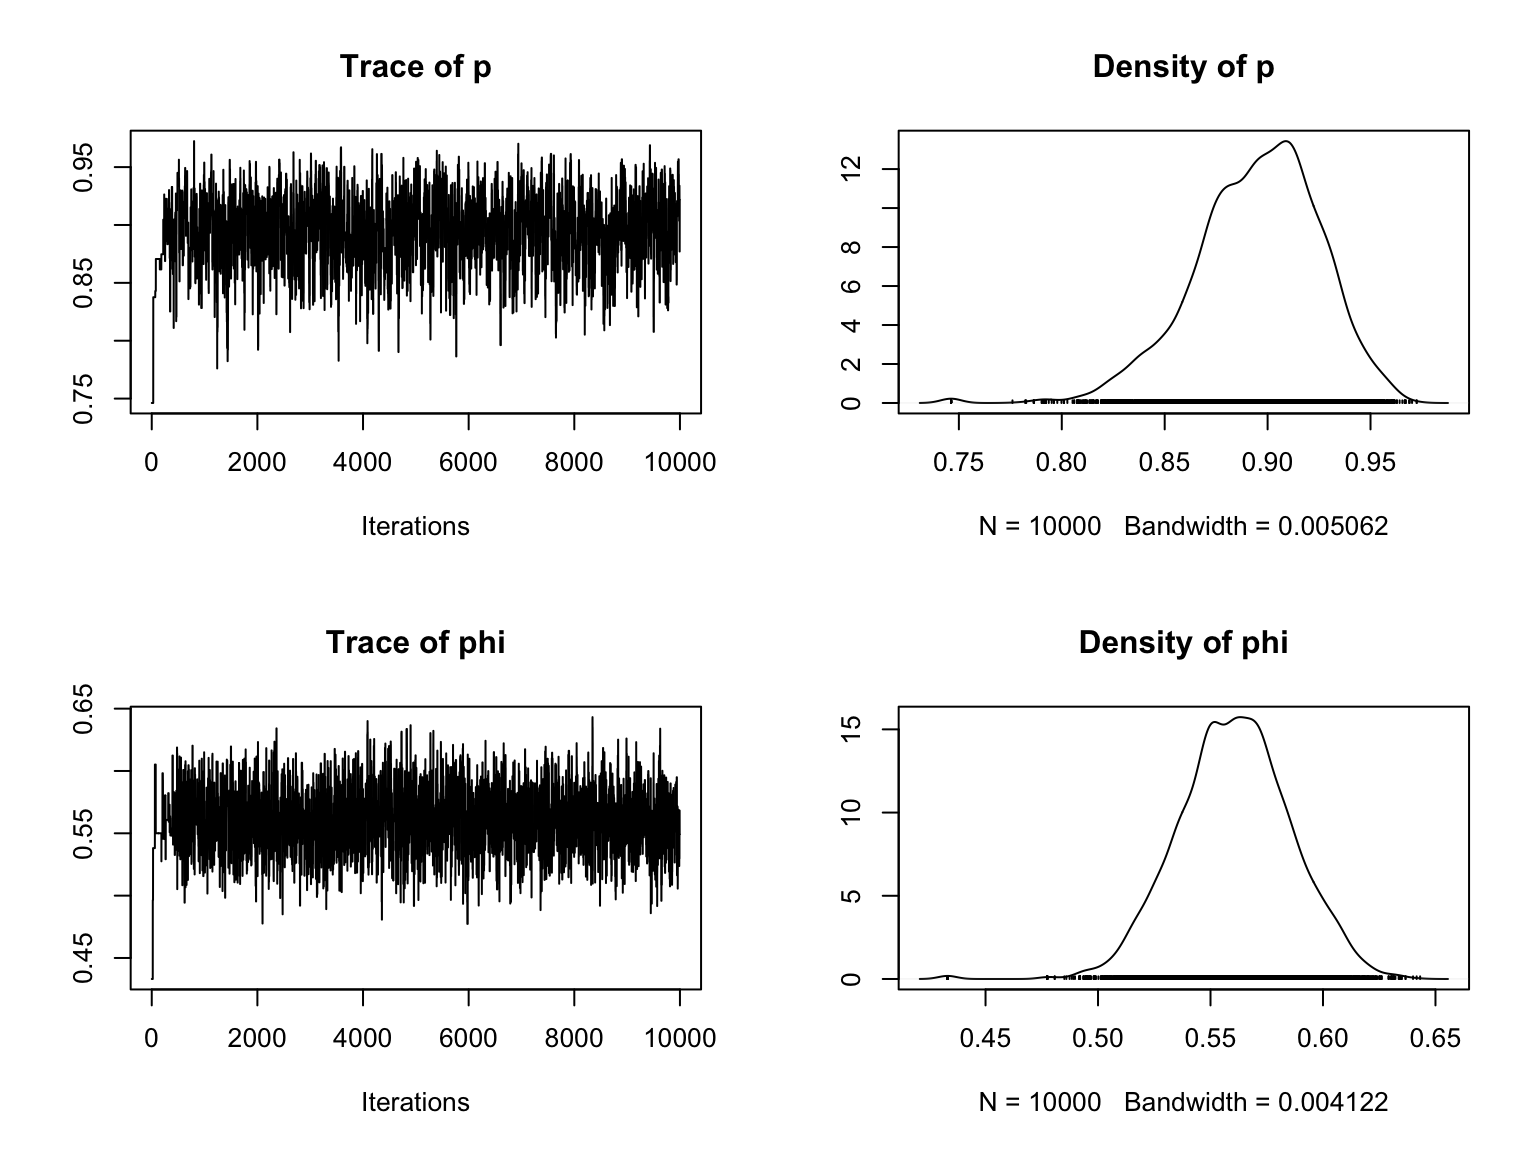 Trace of p
0.95
0.85
0.75
0 2000 4000 6000 8000 10000
Iterations
Density of p
12
8
6
4
2
0
0.75 0.80 0.85 0.90 0.95
N = 10000 Bandwidth = 0.005062
Trace of phi
0.65
0.55
0.45
0 2000 4000 6000 8000 10000
Iterations
Density of phi
15
10
5
0
0.45 0.50 0.55 0.60 0.65
N = 10000 Bandwidth = 0.004122